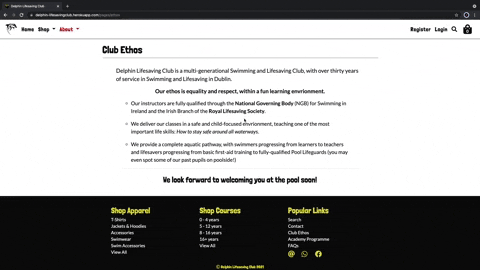 Delphin Lifesaving Club
delphin-lifesavingclub.herokuapp.com/pages/ethos
Home Shop About Register Login 0
Club Ethos
Delphin Lifesaving Club is a multi-generational Swimming and Lifesaving Club, with over thirty years
of service in Swimming and Lifesaving in Dublin.
Our ethos is equality and respect, within a fun learning envrionment.
Our instructors are fully qualified through the National Governing Body (NGB) for Swimming in
Ireland and the Irish Branch of the Royal Lifesaving Society.
We deliver our classes in a safe and child-focused envrionment, teaching one of the most
important life skills: How to stay safe around all waterways.
We provide a complete aquatic pathway, with swimmers progressing from learners to teachers
and lifesavers progressing from basic first-aid training to fully-qualified Pool Lifeguards (you may
even spot some of our past pupils on poolside!)
We look forward to welcoming you at the pool soon!
Shop Apparel
T-Shirts
Jackets & Hoodies
Accessories
Swimwear
Swim Accessories
View All
Shop Courses
0 - 4 years
5 - 12 years
8 - 16 years
16+ years
View All
Popular Links
Search
Contact
Club Ethos
Academy Programme
FAQs
© Delphin Lifesaving Club 2021